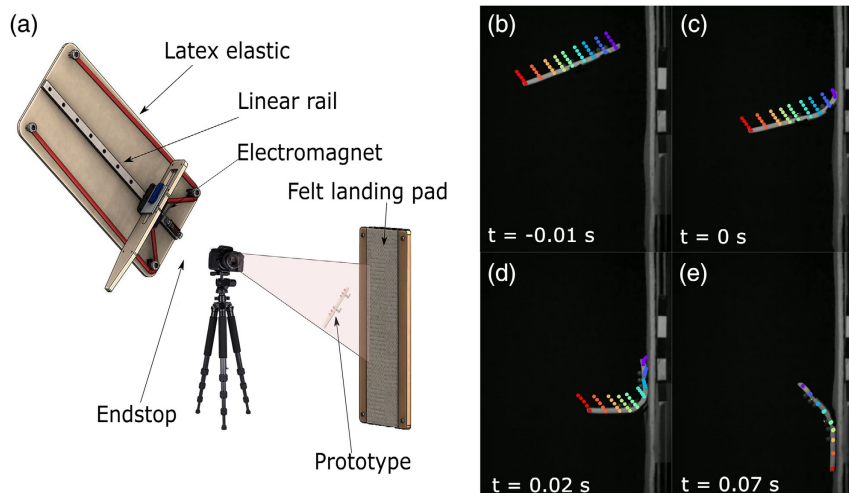 (a)
Latex elastic
Linear rail
Electromagnet
Felt landing pad
Endstop
Prototype
(b)
t = -0.01 s
(c)
t = 0 s
(d)
t = 0.02 s
(e)
t = 0.07 s